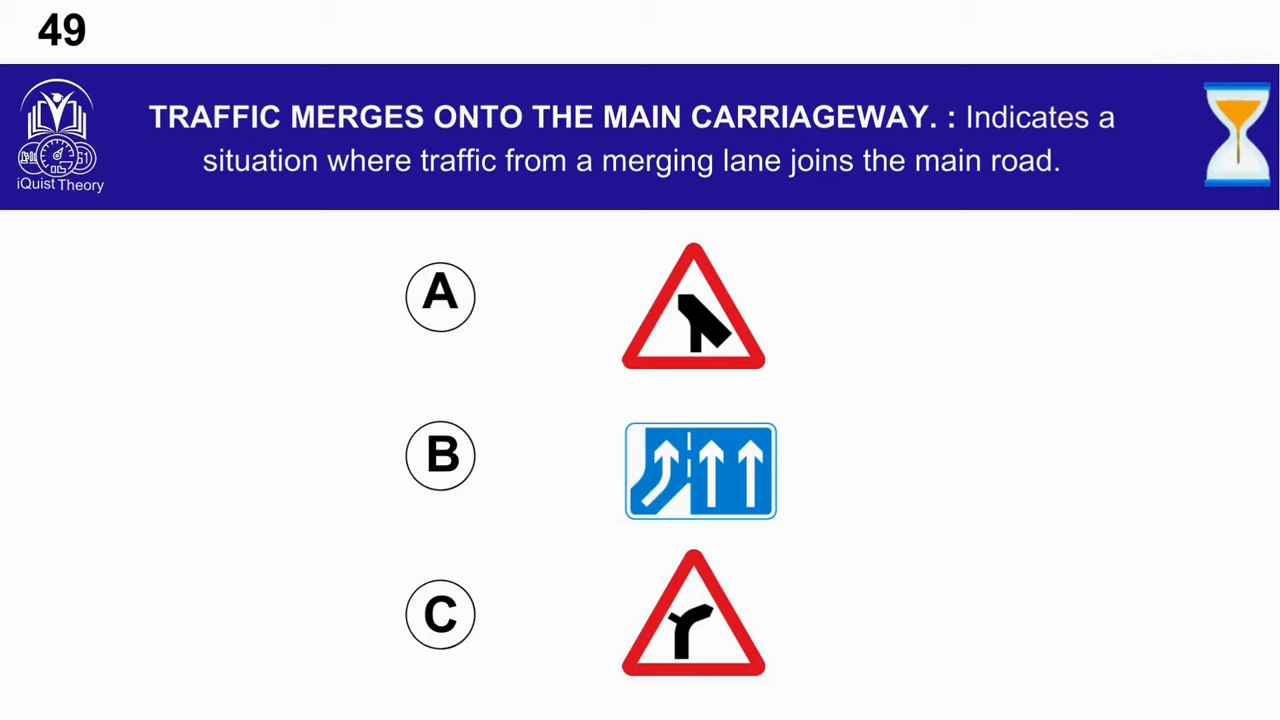 49
TRAFFIC MERGES ONTO THE MAIN CARRIAGEWAY. : Indicates a
situation where traffic from a merging lane joins the main road.
iQuist Theory
A
B
C